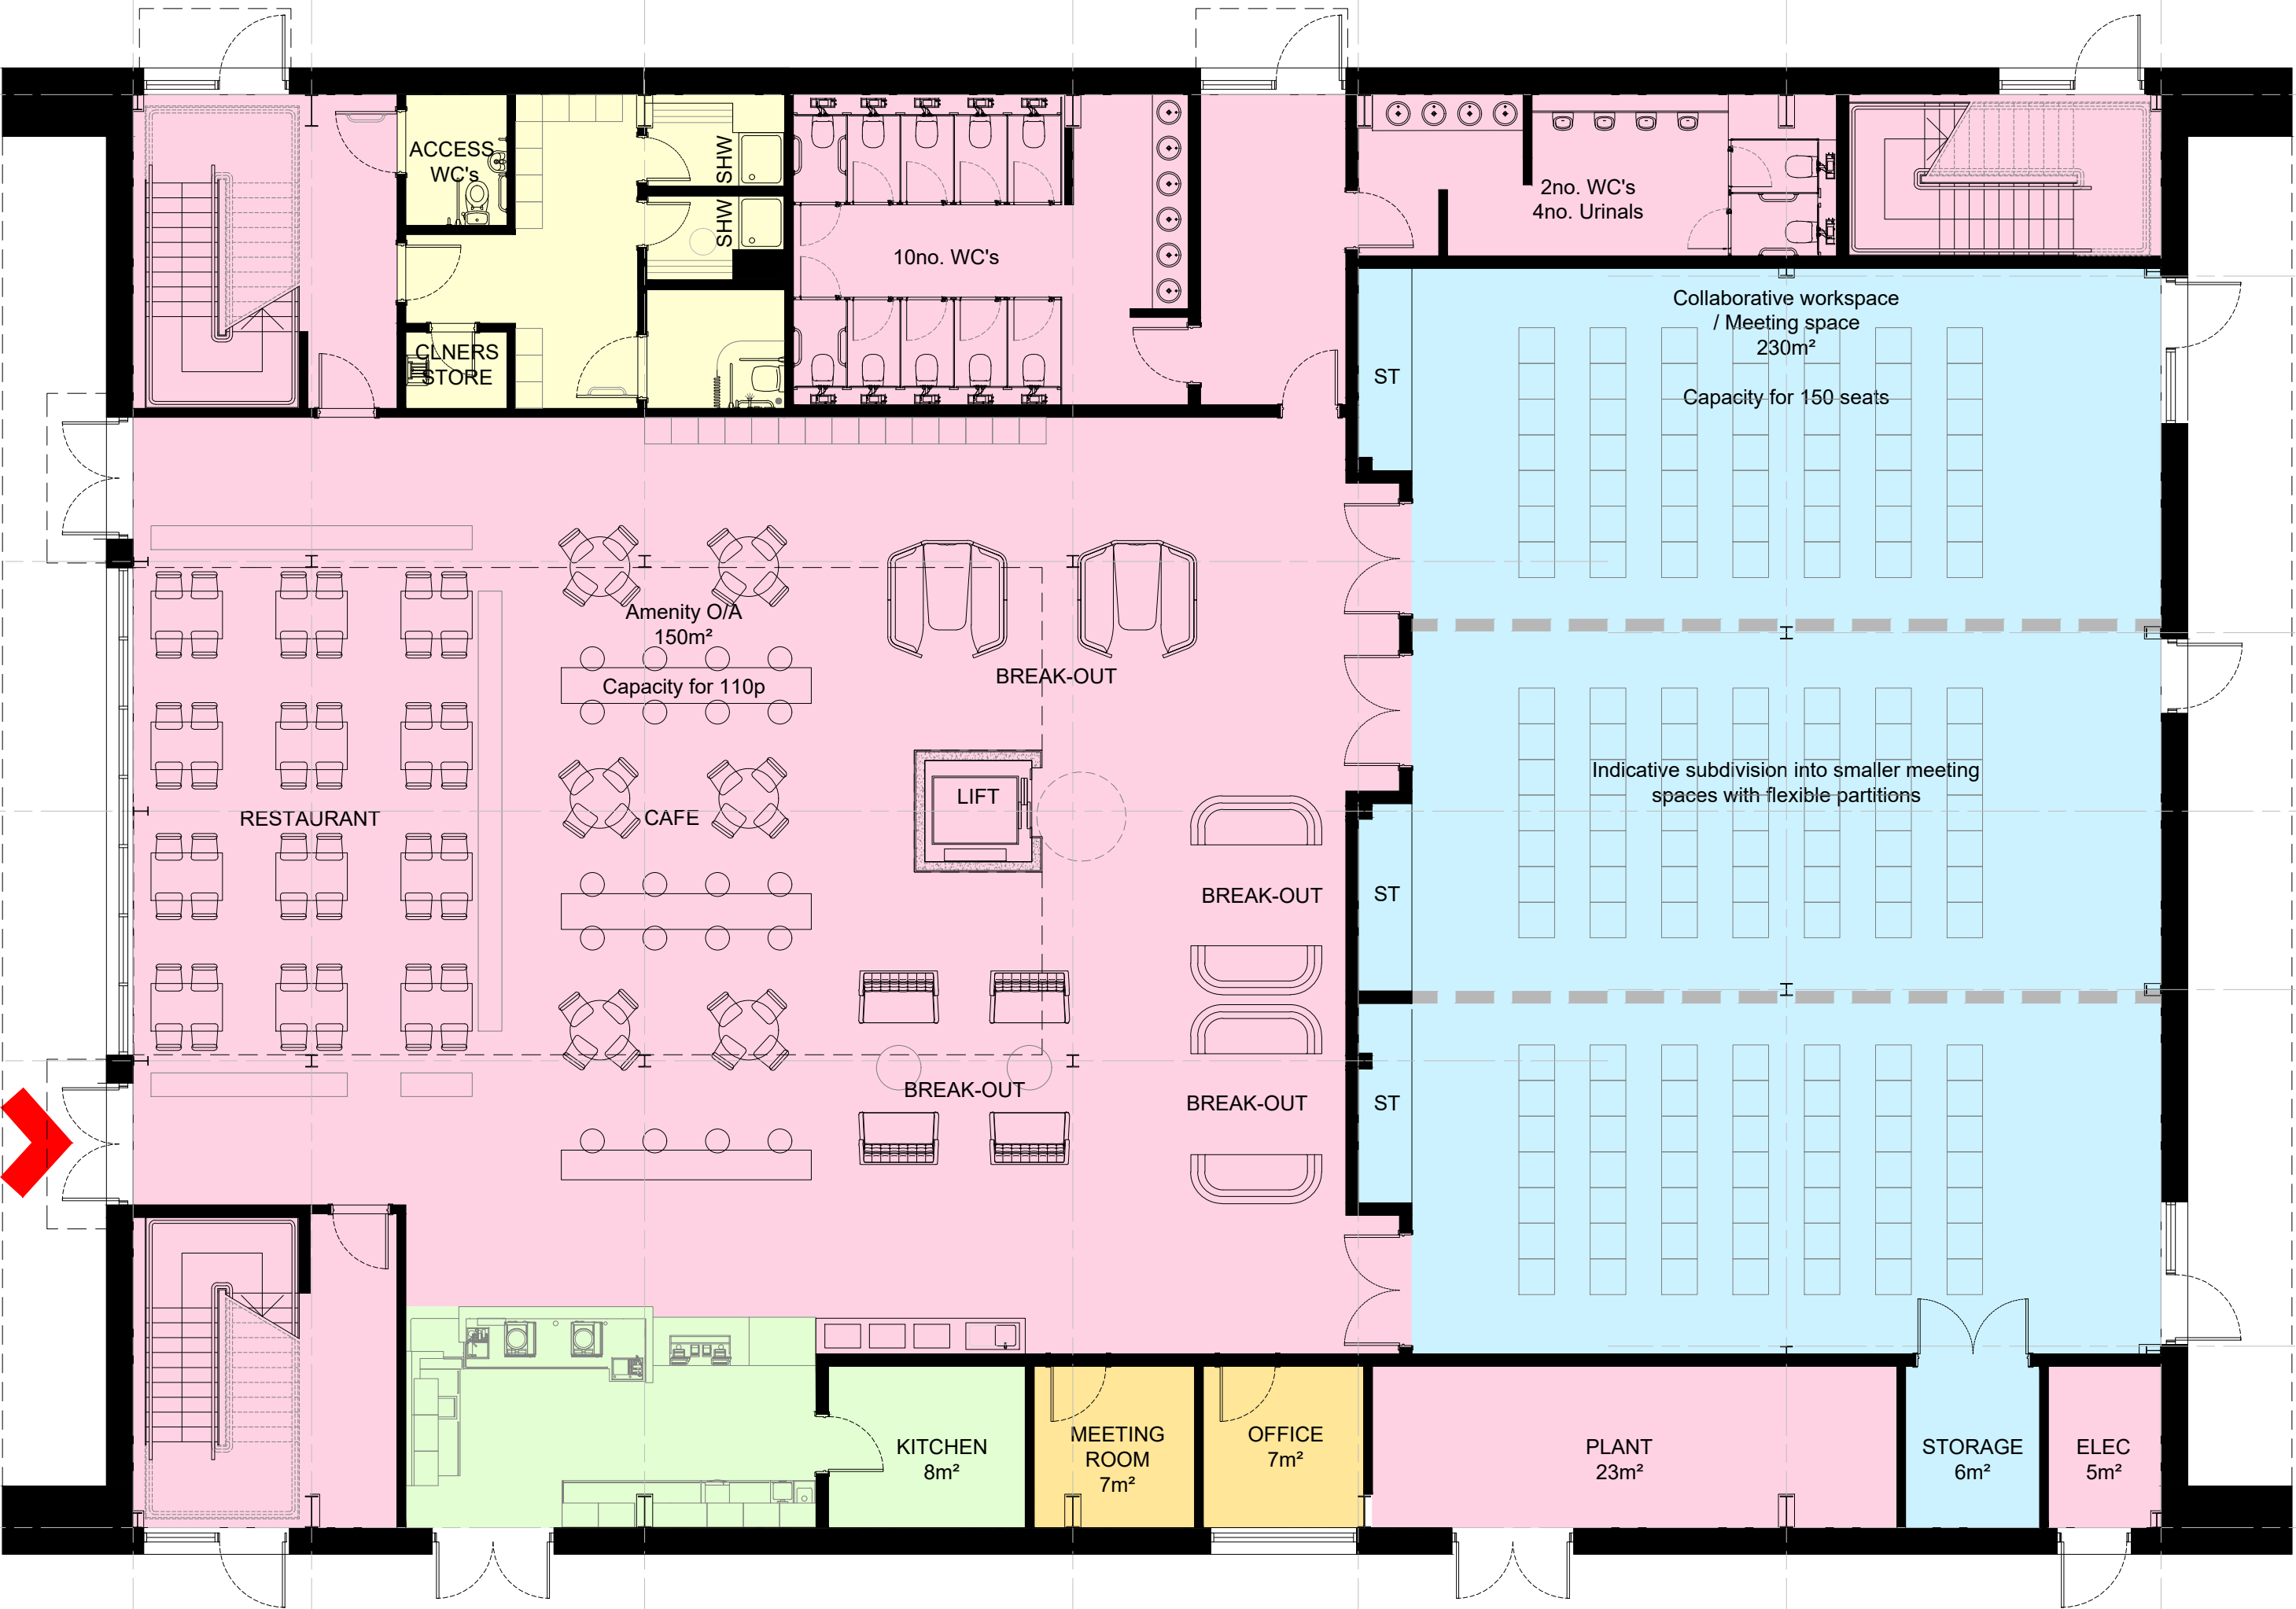 ACCESS
WC's
SHW
SHW
CLNERS
STORE
10no. WC's
2no. WC's
4no. Urinals
Collaborative workspace
/ Meeting space
230m²
Capacity for 150 seats
ST
Amenity O/A
150m²
Capacity for 110p
BREAK-OUT
RESTAURANT
CAFE
LIFT
Indicative subdivision into smaller meeting
spaces with flexible partitions
BREAK-OUT
ST
BREAK-OUT
BREAK-OUT
ST
KITCHEN
8m²
MEETING
ROOM
7m²
OFFICE
7m²
PLANT
23m²
STORAGE
6m²
ELEC
5m²